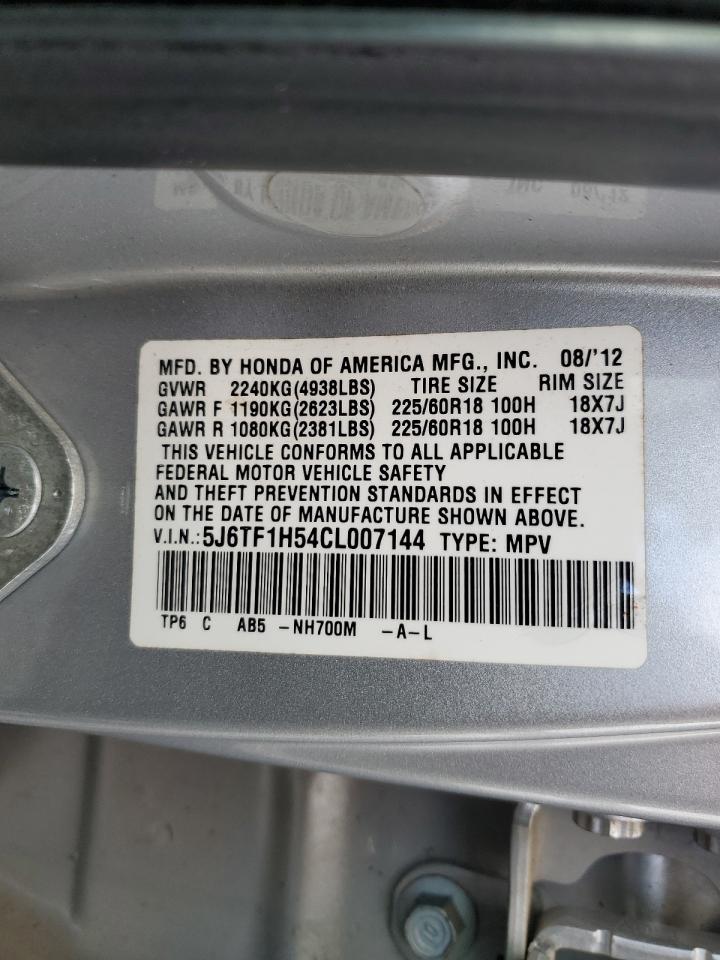 MFD. BY HONDA OF AMERICA MFG., INC. 08/'12
GVWR 2240KG(4938LBS) TIRE SIZE RIM SIZE
GAWR F 1190KG(2623LBS) 225/60R18 100H 18X7J
GAWR R 1080KG(2381LBS) 225/60R18 100H 18X7J
THIS VEHICLE CONFORMS TO ALL APPLICABLE
FEDERAL MOTOR VEHICLE SAFETY
AND THEFT PREVENTION STANDARDS IN EFFECT
ON THE DATE OF MANUFACTURE SHOWN ABOVE.
V.I.N.: 5J6TF1H54CL007144 TYPE: MPV
TP6 C AB5 -NH700M -A-L
10